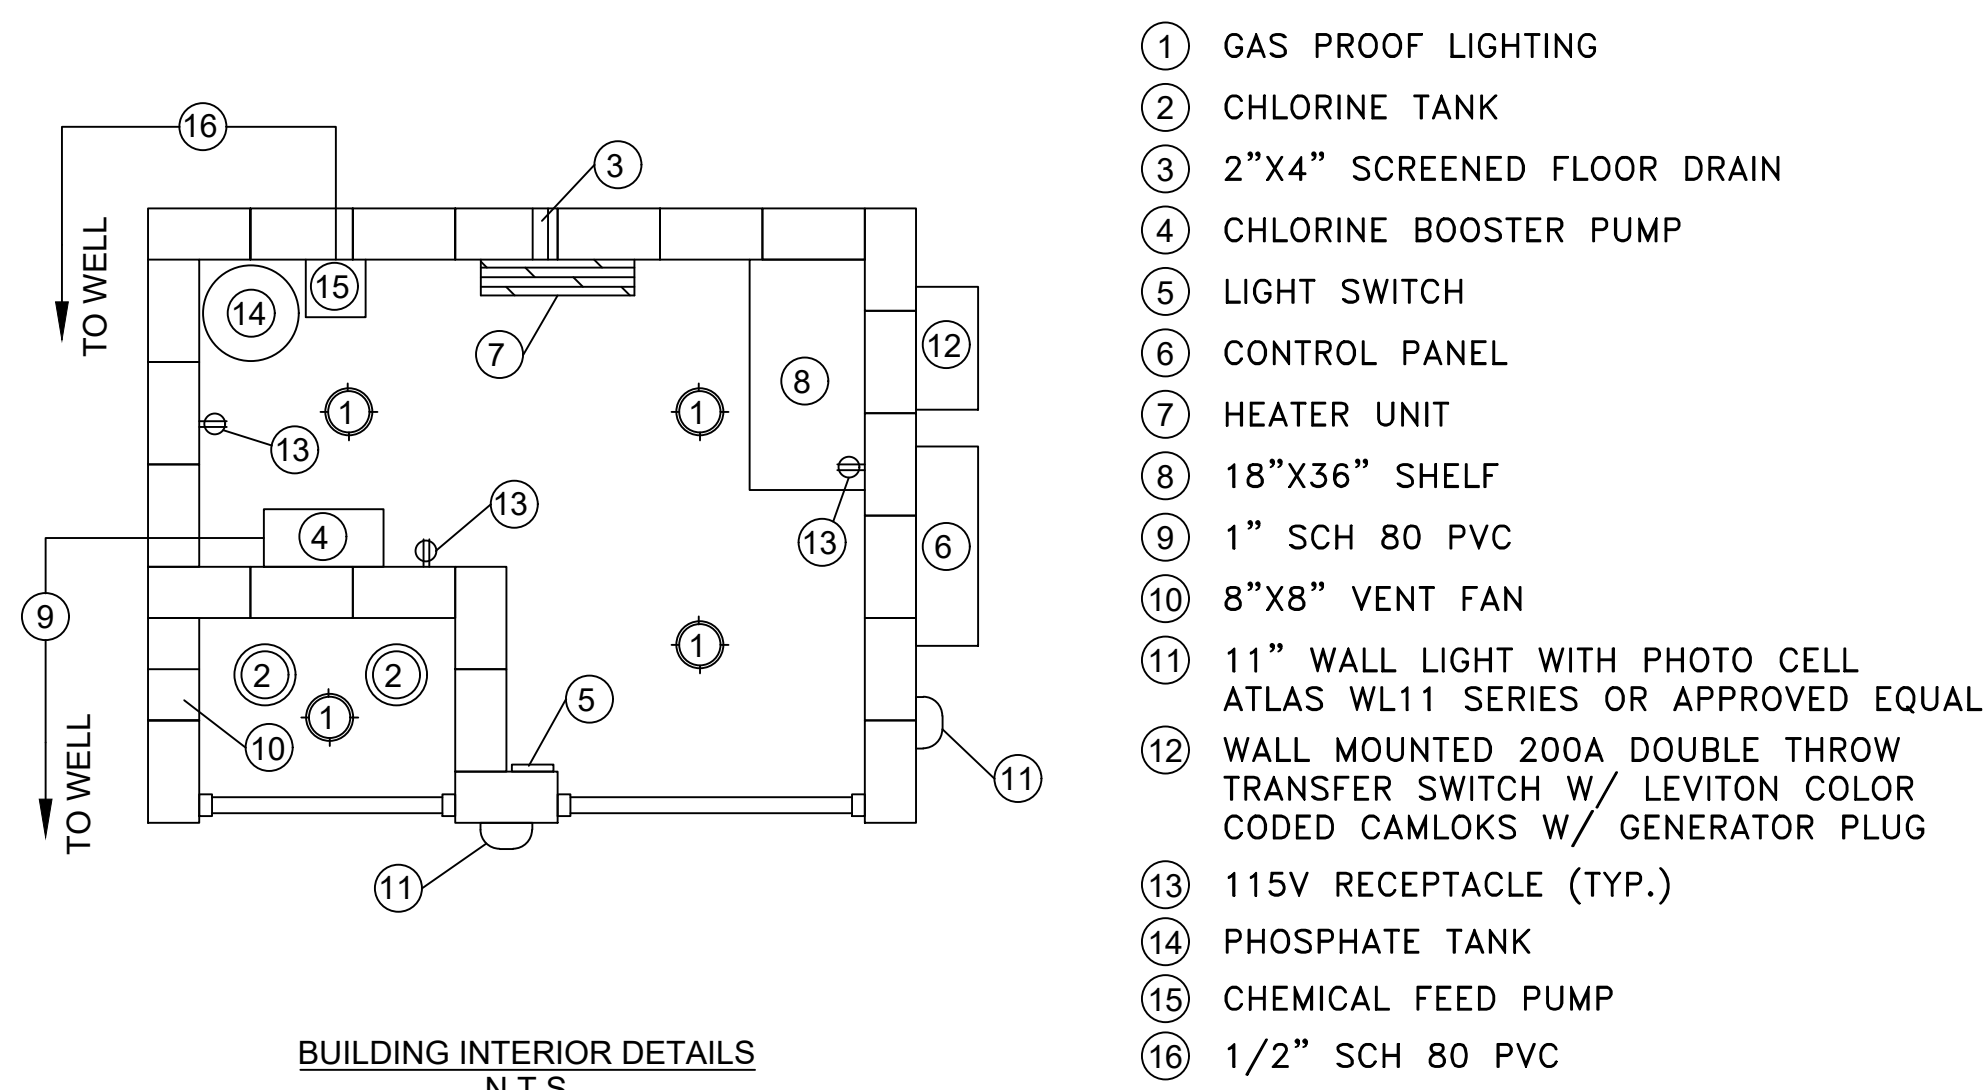 16
3
TO WELL
14
15
7
12
8
1
1
13
13
4
13
6
9
1
2
2
5
1
10
TO WELL
11
11
BUILDING INTERIOR DETAILS
N.T.S.
1 GAS PROOF LIGHTING
2 CHLORINE TANK
3 2”X4” SCREENED FLOOR DRAIN
4 CHLORINE BOOSTER PUMP
5 LIGHT SWITCH
6 CONTROL PANEL
7 HEATER UNIT
8 18”X36” SHELF
9 1” SCH 80 PVC
10 8”X8” VENT FAN
11 11” WALL LIGHT WITH PHOTO CELL
ATLAS WL11 SERIES OR APPROVED EQUAL
12 WALL MOUNTED 200A DOUBLE THROW
TRANSFER SWITCH W/ LEVITON COLOR
CODED CAMLOKS W/ GENERATOR PLUG
13 115V RECEPTACLE (TYP.)
14 PHOSPHATE TANK
15 CHEMICAL FEED PUMP
16 1/2” SCH 80 PVC